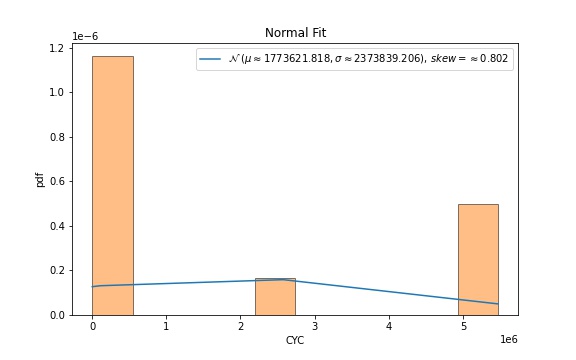 Normal Fit
1e−6
𝒩(μ ≈ 1773621.818, σ ≈ 2373839.206), skew = ≈ 0.802
1.2
1.0
0.8
0.6
0.4
0.2
0.0
pdf
0 1 2 3 4 5
1e6
CYC